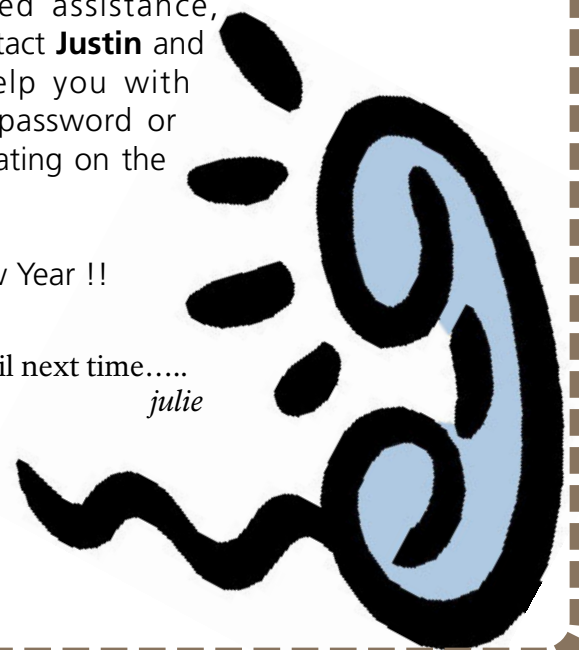 ed assistance,
tact Justin and
elp you with
password or
ating on the
w Year !!
il next time…..
julie